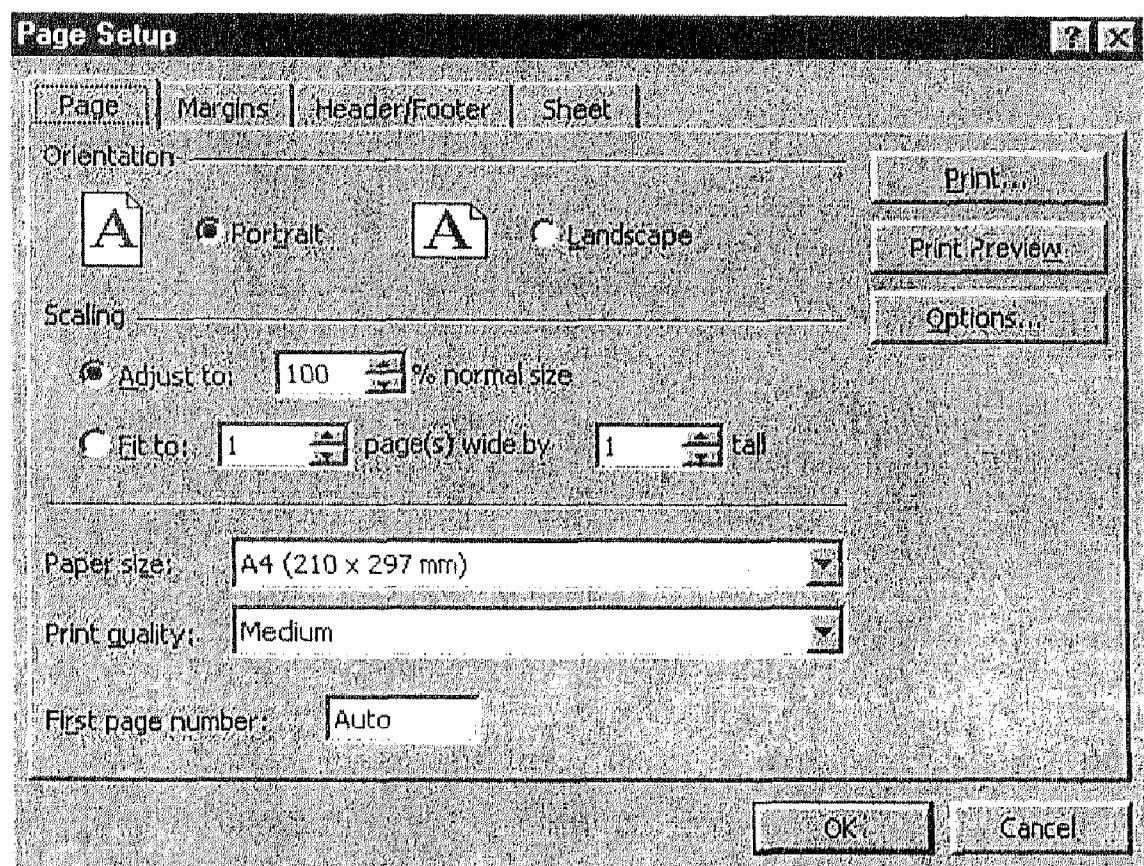 Page Setup
? X
Page Margins Header/Footer Sheet
Orientation
A Portrait A Landscape
Print...
Print Preview
Options...
Scaling
Adjust to: 100 % normal size
Fit to: 1 page(s) wide by 1 tall
Paper size: A4 (210 x 297 mm)
Print quality: Medium
First page number: Auto
OK Cancel